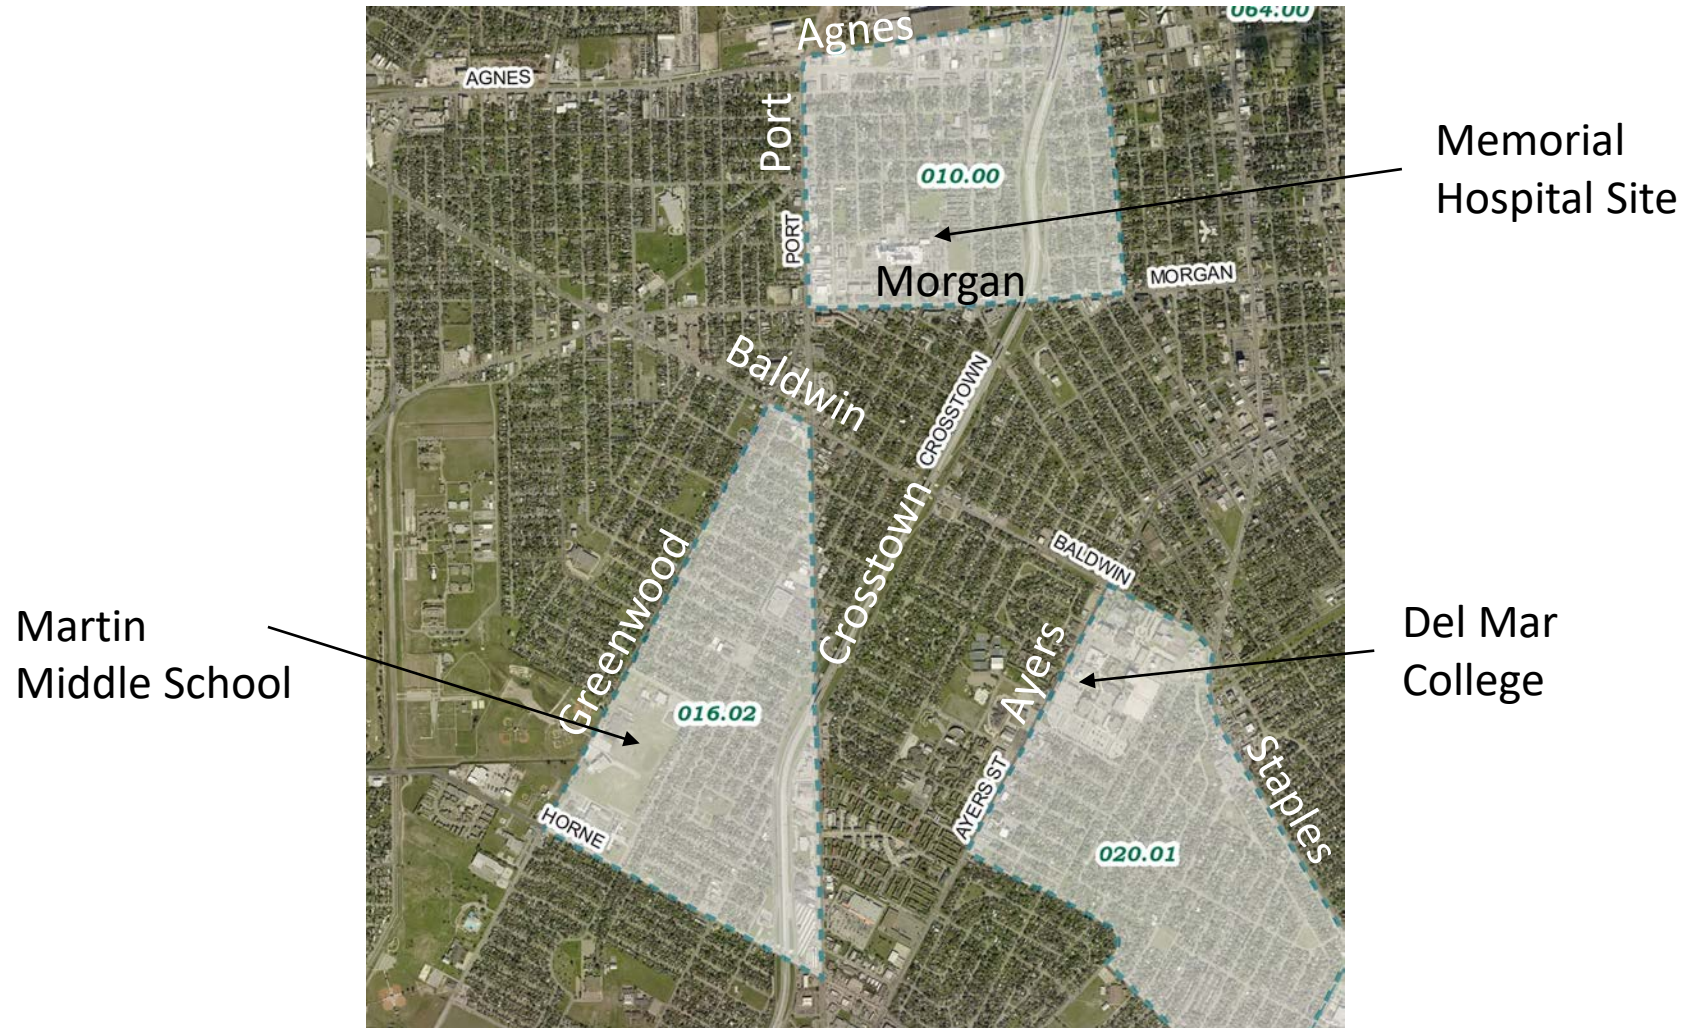 064.00
Agnes
AGNES
Port
Memorial
Hospital Site
010.00
PORT
Morgan
MORGAN
Baldwin
CROSSTOWN
Crosstown
BALDWIN
Greenwood
Martin
Middle School
Ayers
Del Mar
College
016.02
Staples
AYERS ST
HORNE
020.01